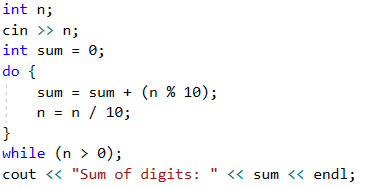 int n;
cin >> n;
int sum = 0;
do {
    sum = sum + (n % 10);
    n = n / 10;
}
while (n > 0);
cout << "Sum of digits: " << sum << endl;